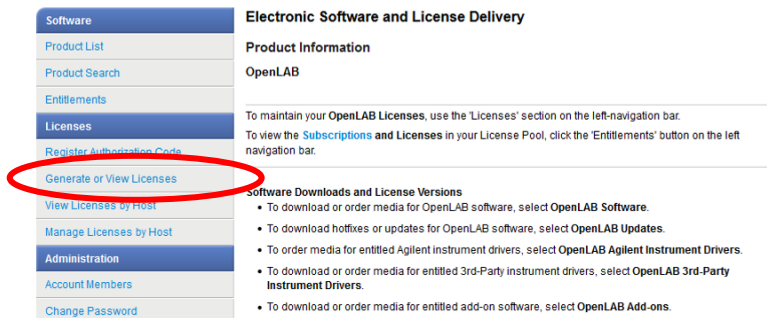 Software
Product List
Product Search
Entitlements
Licenses
Register Authorization Code
Generate or View Licenses
View Licenses by Host
Manage Licenses by Host
Administration
Account Members
Change Password
Electronic Software and License Delivery
Product Information
OpenLAB
To maintain your OpenLAB Licenses, use the 'Licenses' section on the left-navigation bar.
To view the Subscriptions and Licenses in your License Pool, click the 'Entitlements' button on the left
navigation bar.
Software Downloads and License Versions
• To download or order media for OpenLAB software, select OpenLAB Software.
• To download hotfixes or updates for OpenLAB software, select OpenLAB Updates.
• To order media for entitled Agilent instrument drivers, select OpenLAB Agilent Instrument Drivers.
• To download or order media for entitled 3rd-Party instrument drivers, select OpenLAB 3rd-Party
Instrument Drivers.
• To download or order media for entitled add-on software, select OpenLAB Add-ons.